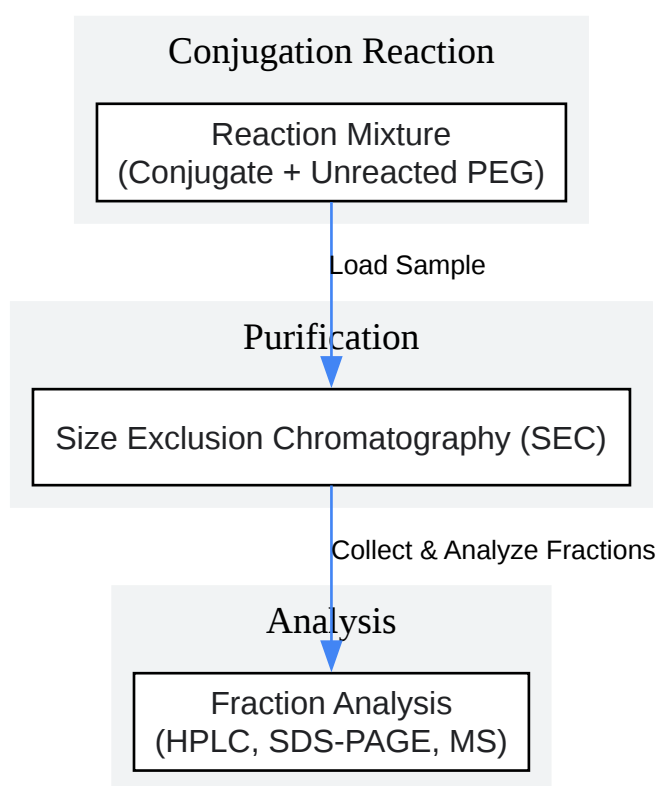 Conjugation Reaction
Reaction Mixture
(Conjugate + Unreacted PEG)
Load Sample
Purification
Size Exclusion Chromatography (SEC)
Collect & Analyze Fractions
Analysis
Fraction Analysis
(HPLC, SDS-PAGE, MS)